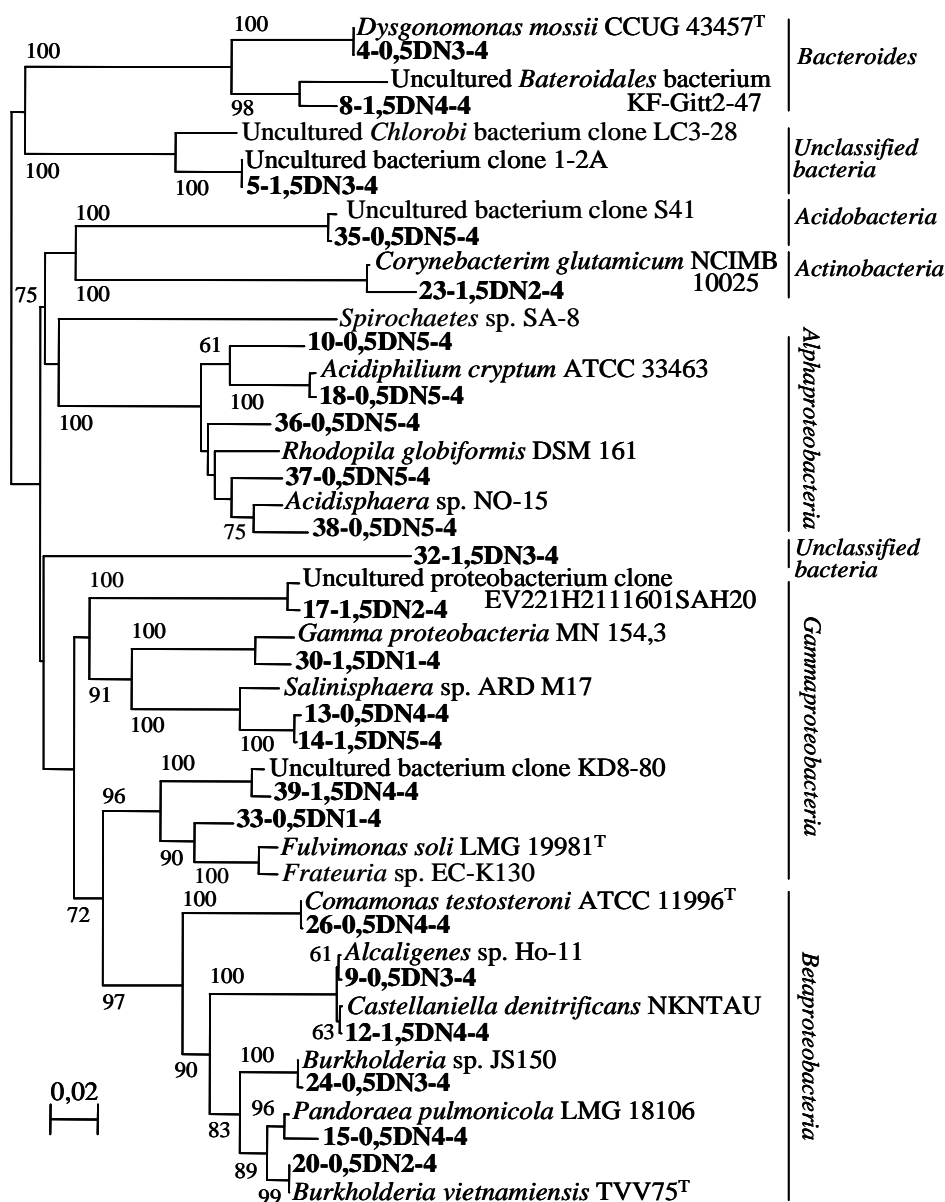 100
Dysgonomonas mossii CCUG 43457T
4-0,5DN3-4
100
Uncultured Bateroidales bacterium
98
8-1,5DN4-4
KF-Gitt2-47
Bacteroides
Uncultured Chlorobi bacterium clone LC3-28
Uncultured bacterium clone 1-2A
100
100
5-1,5DN3-4
Unclassified
bacteria
100
Uncultured bacterium clone S41
35-0,5DN5-4
Acidobacteria
Corynebacterim glutamicum NCIMB
10025
100
23-1,5DN2-4
Actinobacteria
75
Spirochaetes sp. SA-8
61
10-0,5DN5-4
Acidiphilium cryptum ATCC 33463
100
18-0,5DN5-4
100
36-0,5DN5-4
Rhodopila globiformis DSM 161
37-0,5DN5-4
Acidisphaera sp. NO-15
75
38-0,5DN5-4
Alphaproteobacteria
32-1,5DN3-4
Unclassified
bacteria
100
Uncultured proteobacterium clone
17-1,5DN2-4
EV221H2111601SAH20
100
Gamma proteobacteria MN 154,3
30-1,5DN1-4
91
Salinisphaera sp. ARD M17
100
13-0,5DN4-4
100
14-1,5DN5-4
100
Uncultured bacterium clone KD8-80
96
39-1,5DN4-4
33-0,5DN1-4
90
Fulvimonas soli LMG 19981T
100
Frateuria sp. EC-K130
Gammaproteobacteria
72
100
Comamonas testosteroni ATCC 11996T
26-0,5DN4-4
61
Alcaligenes sp. Ho-11
100
9-0,5DN3-4
97
Castellaniella denitrificans NKNTAU
63
12-1,5DN4-4
90
100
Burkholderia sp. JS150
24-0,5DN3-4
96
Pandoraea pulmonicola LMG 18106
83
15-0,5DN4-4
89
20-0,5DN2-4
99
Burkholderia vietnamiensis TVV75T
Betaproteobacteria
0,02